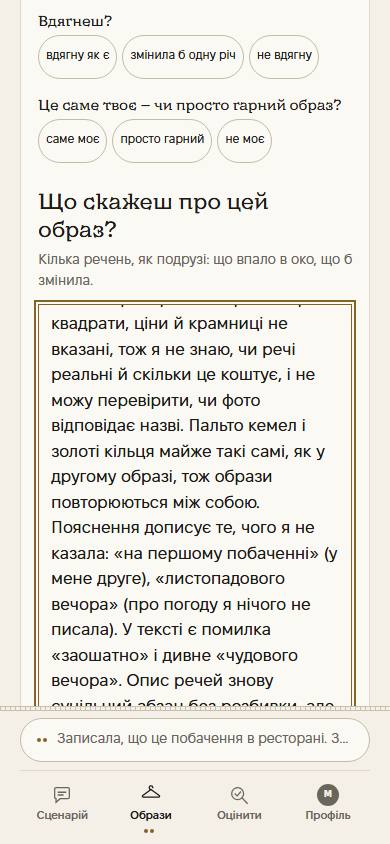 Вдягнеш?
вдягну як є
змінила б одну річ
не вдягну
Це саме твоє – чи просто гарний образ?
саме моє
просто гарний
не моє
Що скажеш про цей
образ?
Кілька речень, як подрузі: що впало в око, що б
змінила.
квадрати, ціни й крамниці не
вказані, тож я не знаю, чи речі
реальні й скільки це коштує, і не
можу перевірити, чи фото
відповідає назві. Пальто кемел і
золоті кільця майже такі самі, як у
другому образі, тож образи
повторюються між собою.
Пояснення дописує те, чого я не
казала: «на першому побаченні» (у
мене друге), «листопадового
вечора» (про погоду я нічого не
писала). У тексті є помилка
«заошатно» і дивне «чудового
вечора». Опис речей знову
суцільний абзац без розбивки, але
Записала, що це побачення в ресторані. З...
Сценарій
Образи
Оцінити
М
Профіль